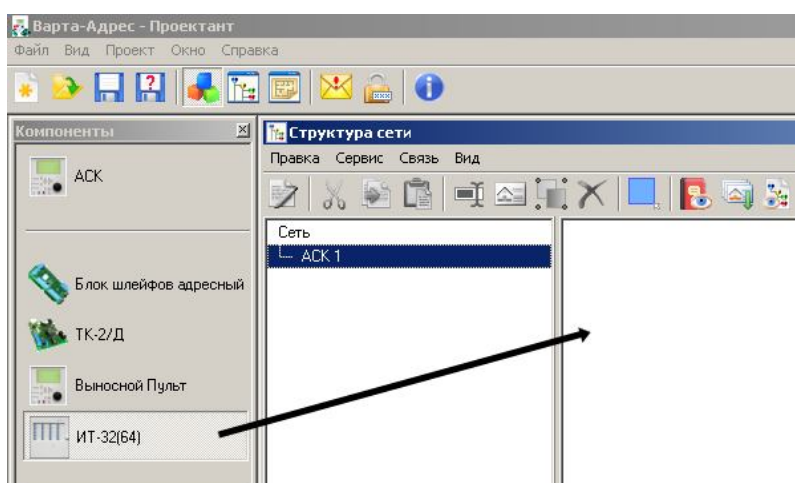 Варта-Адрес - Проектант
Файл Вид Проект Окно Справка
Компоненты
АСК
Блок шлейфов адресный
ТК-2/Д
Выносной Пульт
ИТ-32(64)
Структура сети
Правка Сервис Связь Вид
Сеть
АСК 1